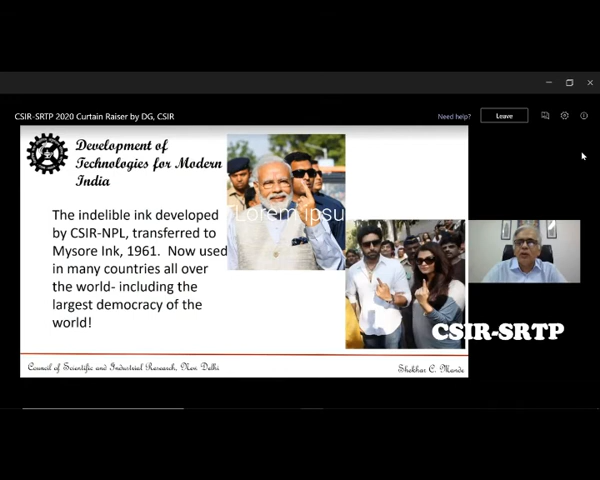 CSIR-SRTP 2020 Curtain Raiser by DG, CSIR
Need help?
Leave
Development of
Technologies for Modern
India
The indelible ink developed
by CSIR-NPL, transferred to
Mysore Ink, 1961. Now used
in many countries all over
the world- including the
largest democracy of the
world!
Lorem ipsu
CSIR-SRTP
Council of Scientific and Industrial Research, New Delhi
Shekhar C. Mande